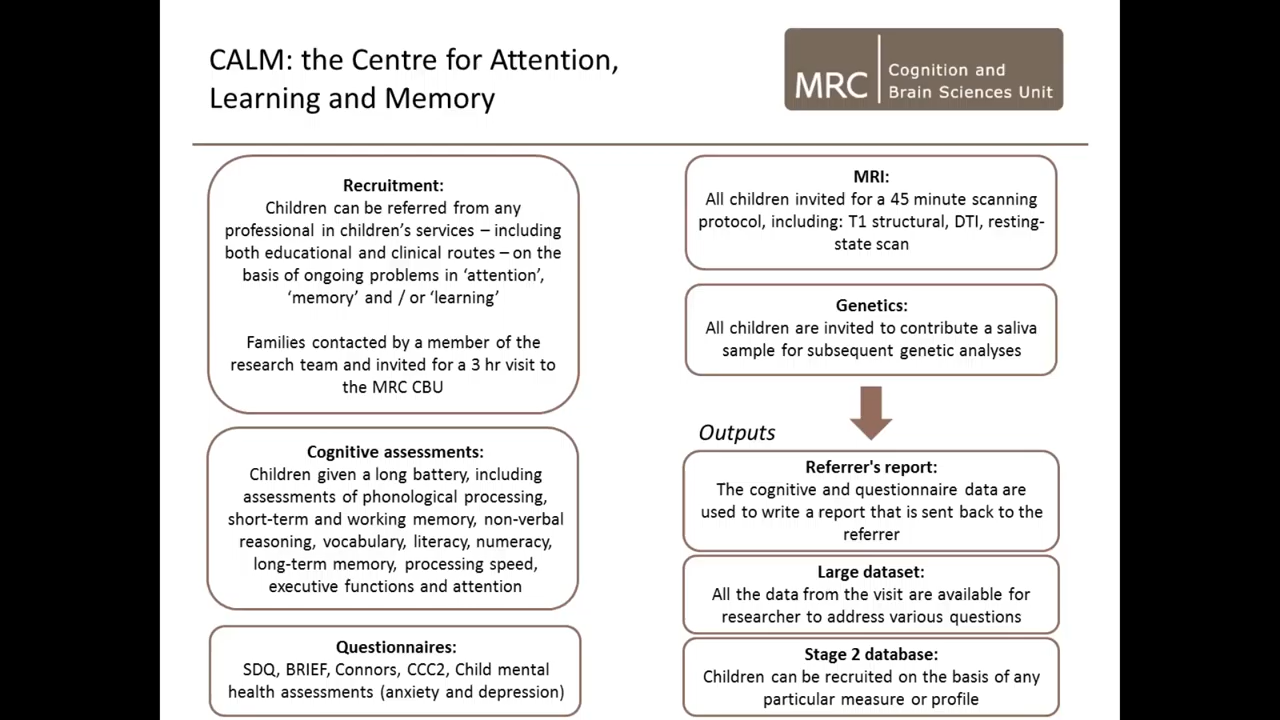 CALM: the Centre for Attention,
Learning and Memory
MRC
Cognition and
Brain Sciences Unit
Recruitment:
Children can be referred from any
professional in children’s services – including
both educational and clinical routes – on the
basis of ongoing problems in ‘attention’,
‘memory’ and / or ‘learning’
Families contacted by a member of the
research team and invited for a 3 hr visit to
the MRC CBU
Cognitive assessments:
Children given a long battery, including
assessments of phonological processing,
short-term and working memory, non-verbal
reasoning, vocabulary, literacy, numeracy,
long-term memory, processing speed,
executive functions and attention
Questionnaires:
SDQ, BRIEF, Connors, CCC2, Child mental
health assessments (anxiety and depression)
MRI:
All children invited for a 45 minute scanning
protocol, including: T1 structural, DTI, resting-
state scan
Genetics:
All children are invited to contribute a saliva
sample for subsequent genetic analyses
Outputs
Referrer's report:
The cognitive and questionnaire data are
used to write a report that is sent back to the
referrer
Large dataset:
All the data from the visit are available for
researcher to address various questions
Stage 2 database:
Children can be recruited on the basis of any
particular measure or profile